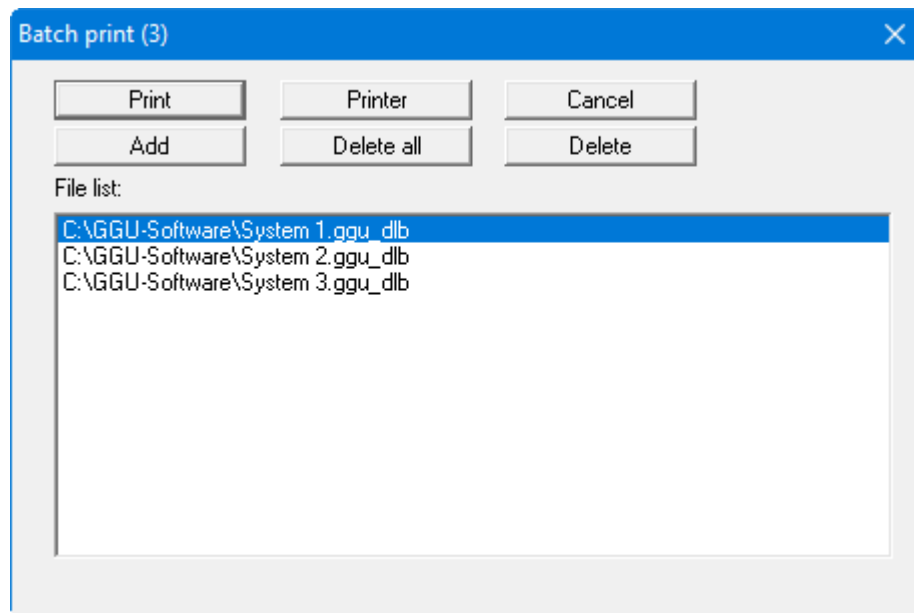 Batch print (3)
Print Printer Cancel
Add Delete all Delete
File list:
C:\GGU-Software\System 1.ggu_dlb
C:\GGU-Software\System 2.ggu_dlb
C:\GGU-Software\System 3.ggu_dlb